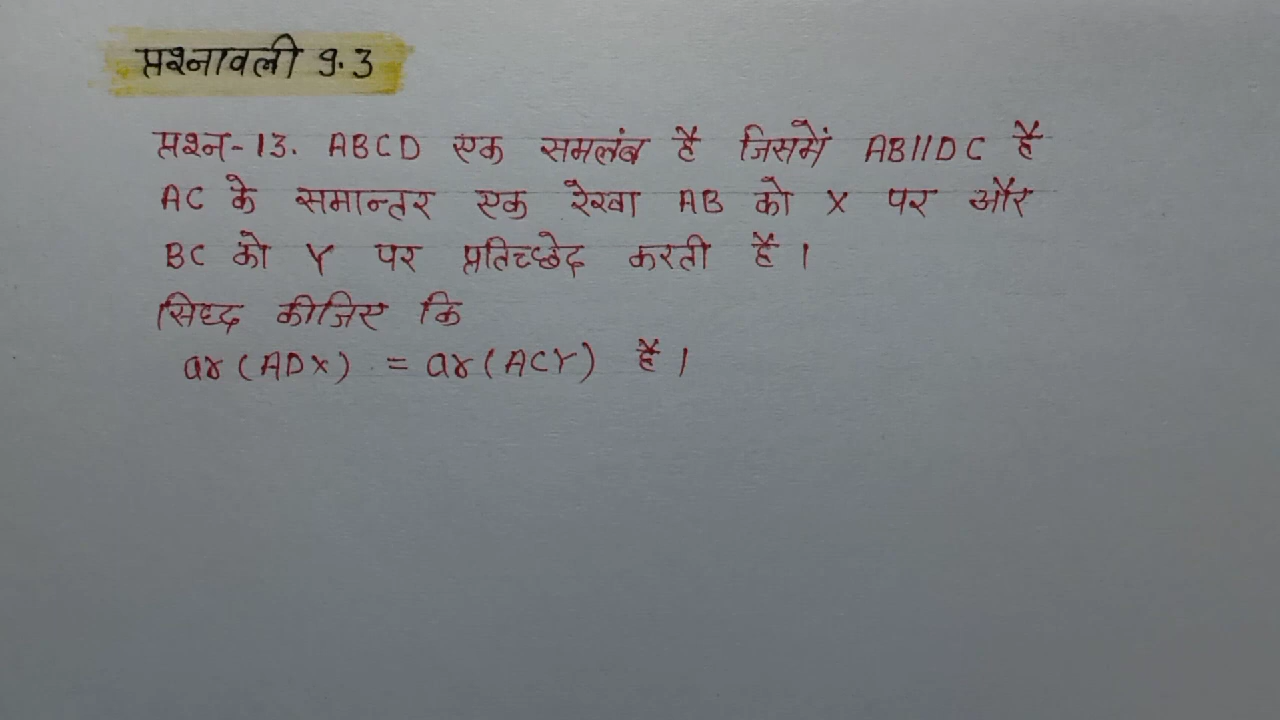 प्रश्नावली 9.3
प्रश्न-13. ABCD एक समलंब है जिसमें AB||DC है
AC के समान्तर एक रेखा AB को X पर और
BC को Y पर प्रतिच्छेद करती है।
सिध्द कीजिए कि
ar(ADX) = ar(ACY) है।